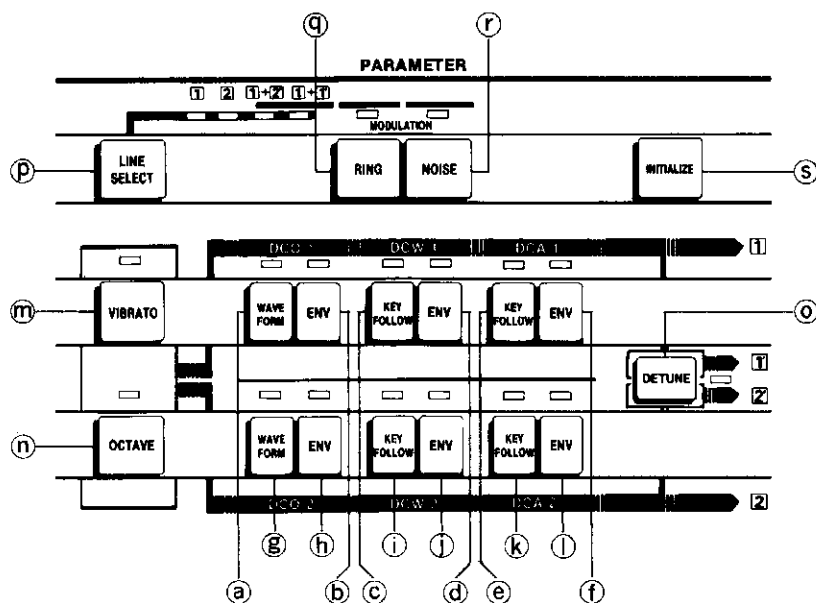 q r
PARAMETER
1 2 1+2' 1+1'
MODULATION
p LINE SELECT RING NOISE INITIALIZE s
DCO 1 DCW 1 DCA 1 1
m VIBRATO WAVE FORM ENV KEY FOLLOW ENV KEY FOLLOW ENV o
DETUNE 1' 2'
n OCTAVE WAVE FORM ENV KEY FOLLOW ENV KEY FOLLOW ENV
DCO 2 DCW 2 DCA 2 2
g h i j k l
a b c d e f